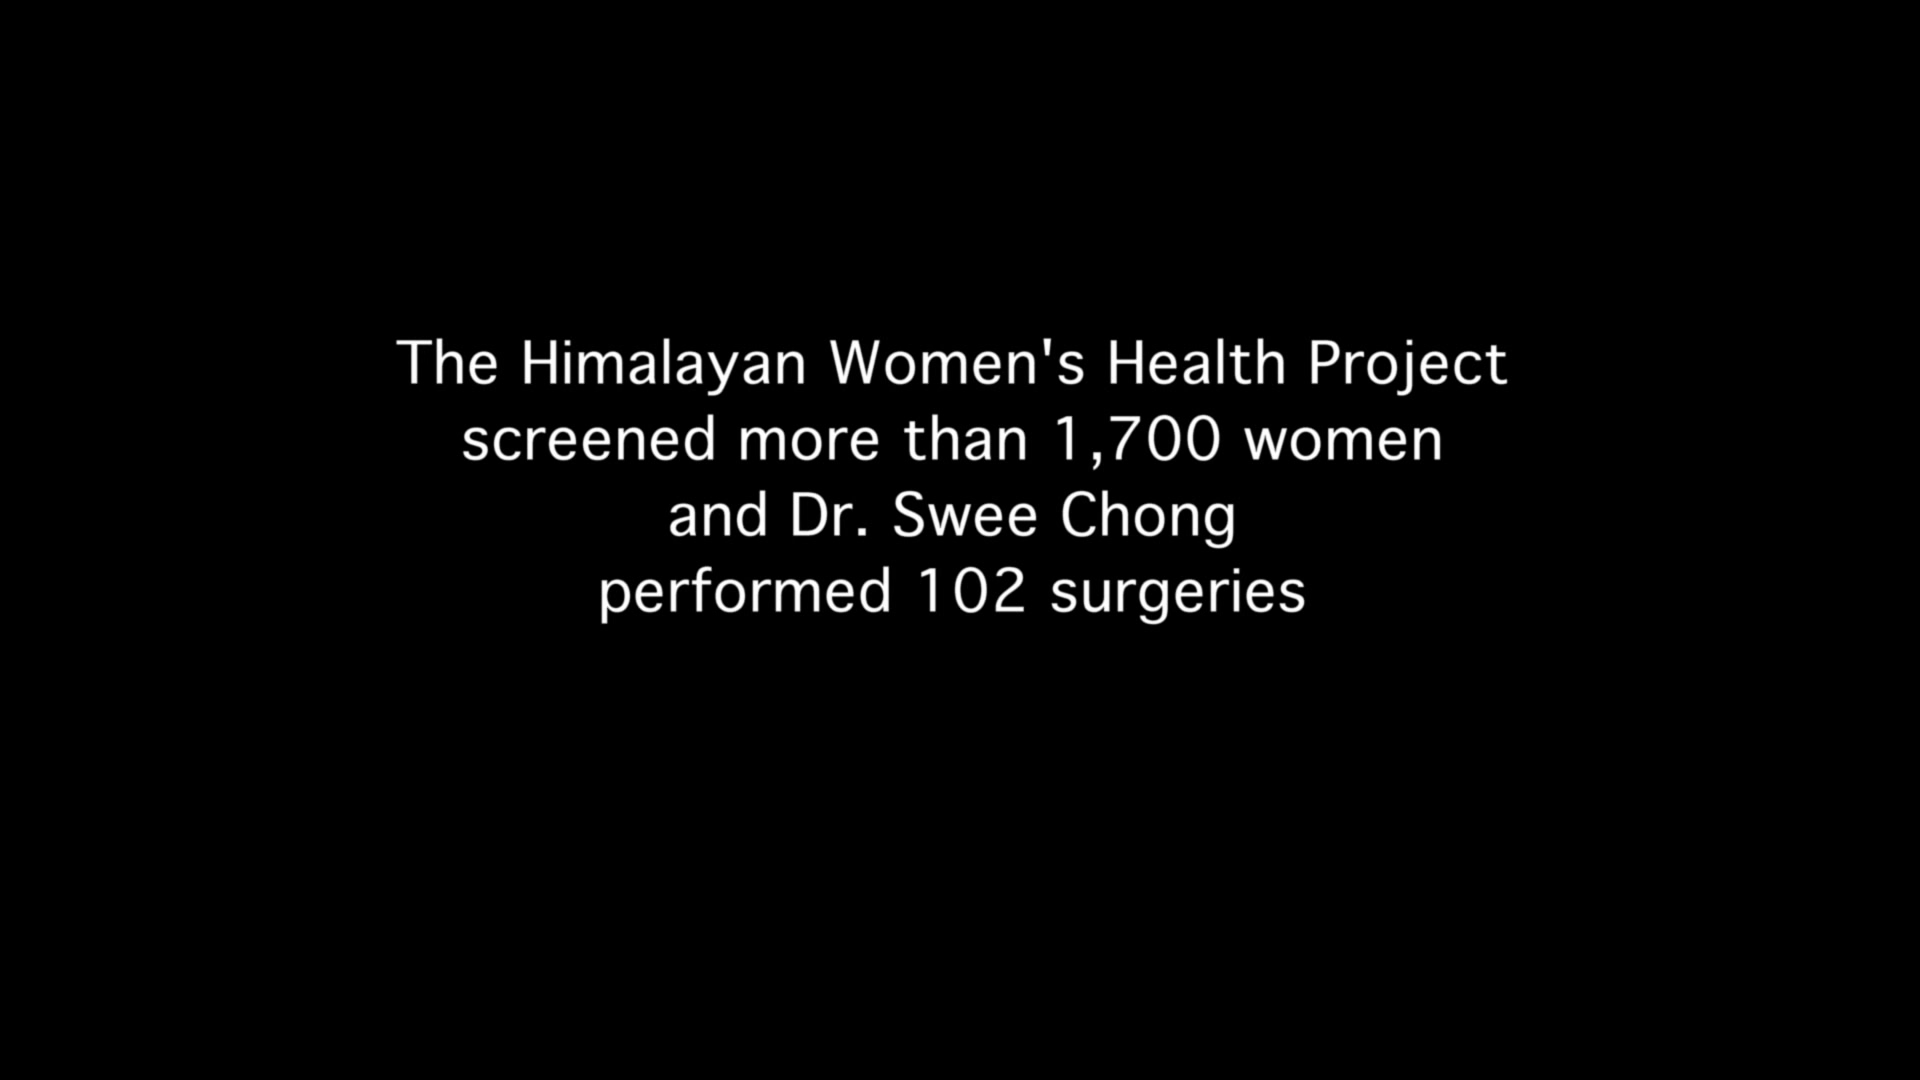 The Himalayan Women's Health Project
screened more than 1,700 women
and Dr. Swee Chong
performed 102 surgeries